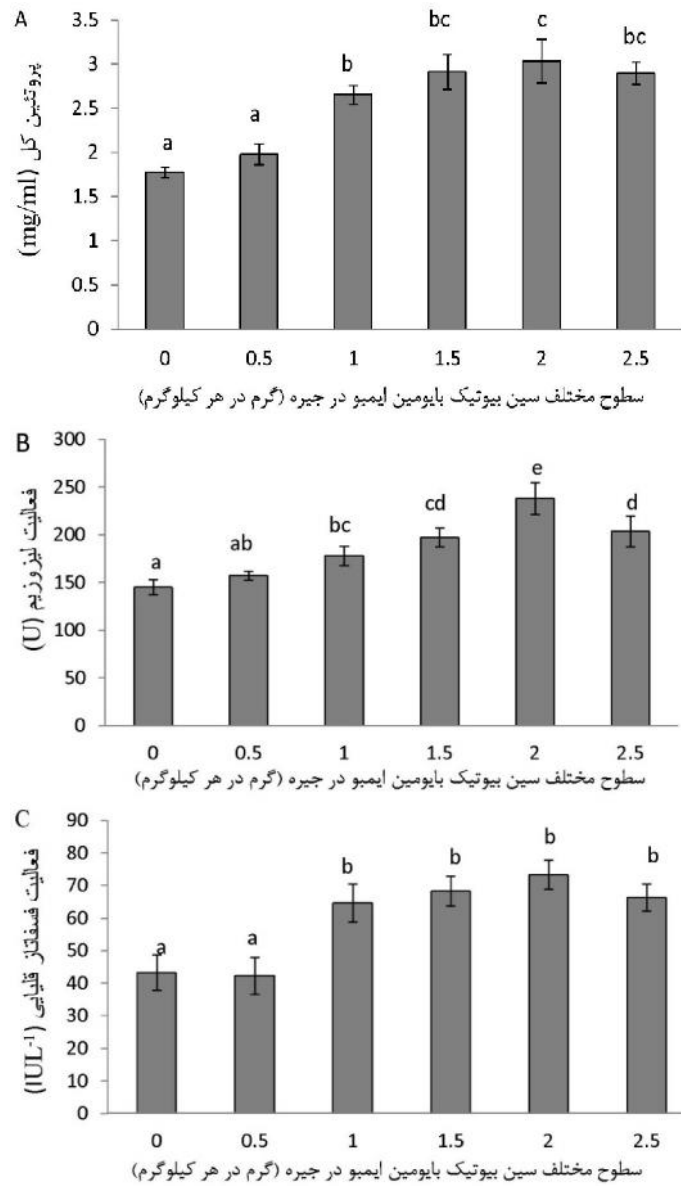 A
پروتئین کل (mg/ml)
3.5
3
2.5
2
1.5
1
0.5
0
a
a
b
bc
c
bc
0 0.5 1 1.5 2 2.5
سطوح مختلف سین بیوتیک بایومین ایمبو در جیره (گرم در هر کیلوگرم)
B
فعالیت لیزوزیم (U)
300
250
200
150
100
50
0
a
ab
bc
cd
e
d
0 0.5 1 1.5 2 2.5
سطوح مختلف سین بیوتیک بایومین ایمبو در جیره (گرم در هر کیلوگرم)
C
فعالیت فسفاتاز قلیایی (IUL⁻¹)
90
80
70
60
50
40
30
20
10
0
a
a
b
b
b
b
0 0.5 1 1.5 2 2.5
سطوح مختلف سین بیوتیک بایومین ایمبو در جیره (گرم در هر کیلوگرم)